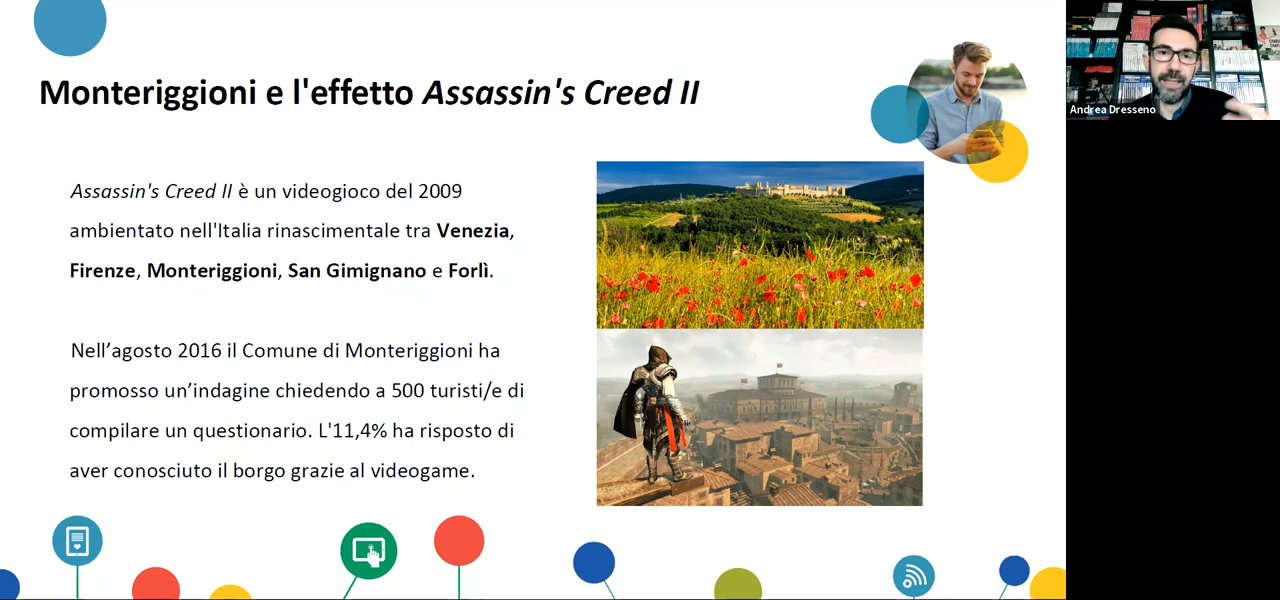 Monteriggioni e l'effetto Assassin's Creed II
Assassin's Creed II è un videogioco del 2009
ambientato nell'Italia rinascimentale tra Venezia,
Firenze, Monteriggioni, San Gimignano e Forlì.
Nell’agosto 2016 il Comune di Monteriggioni ha
promosso un’indagine chiedendo a 500 turisti/e di
compilare un questionario. L'11,4% ha risposto di
aver conosciuto il borgo grazie al videogame.
Andrea Dresseno